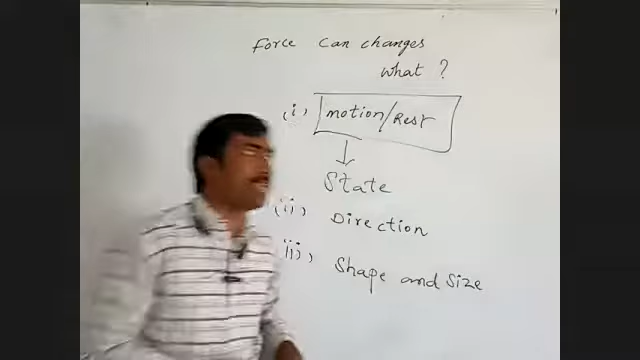 Force can changes
what ?
(i) motion/Rest
State
(ii) Direction
iii) Shape and Size